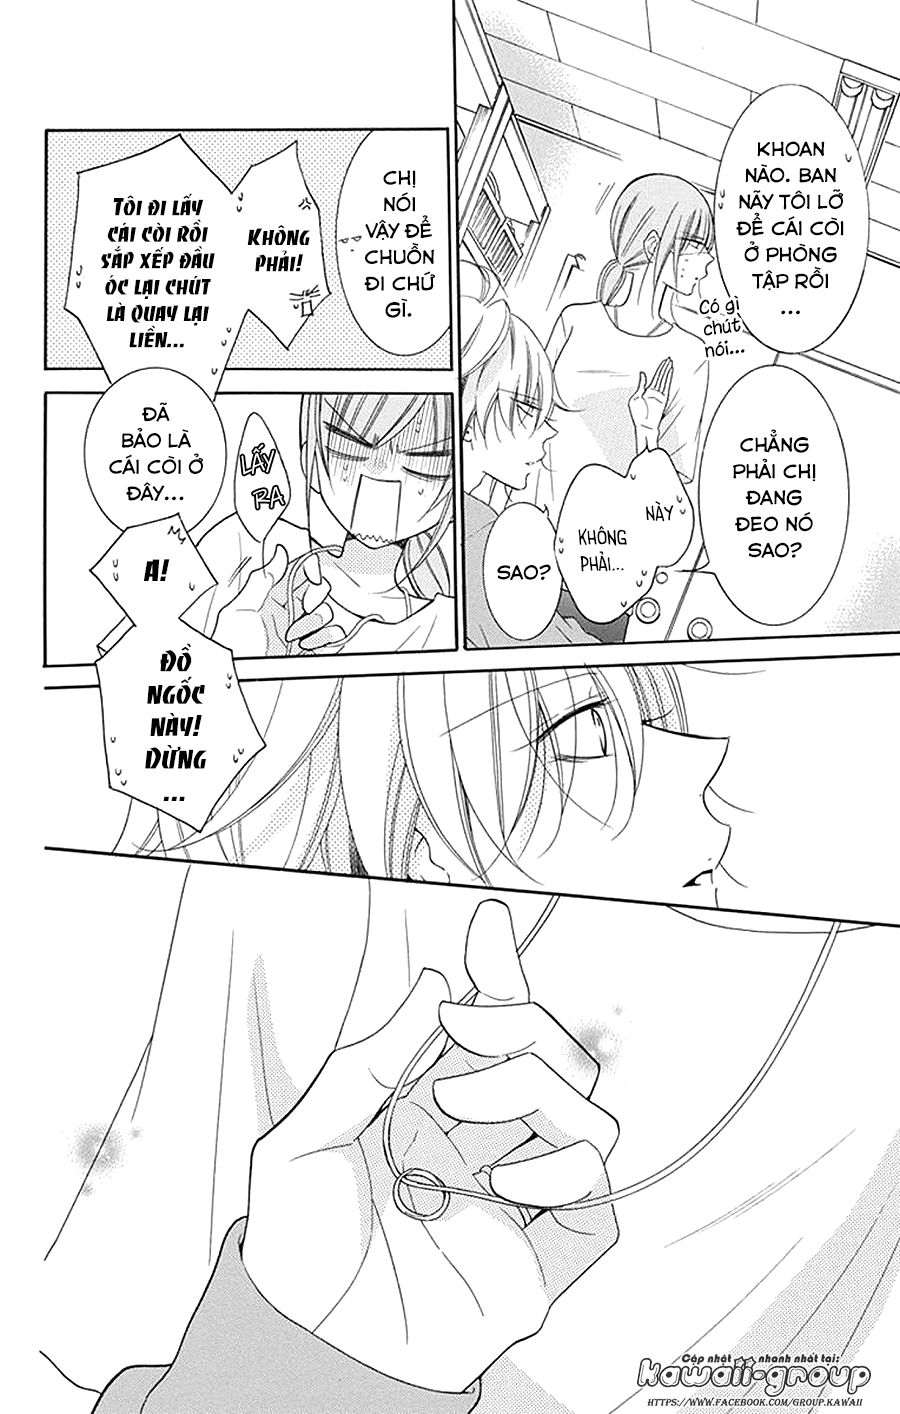 KHOAN
NÀO. BAN
NÃY TÔI LỠ
ĐỂ CÁI CÒI
Ở PHÒNG
TẬP RỒI
...
Có gì
chút
nói...
CHẲNG
PHẢI CHỊ
ĐANG
ĐEO NÓ
SAO?
NÀY
KHÔNG
PHẢI...
SAO?
CHỊ
NÓI
VẬY ĐỂ
CHUỒN
ĐI CHỨ
GÌ.
KHÔNG
PHẢI!
TÔI ĐI LẤY
CÁI CÒI RỒI
SẮP XẾP ĐẦU
ÓC LẠI CHÚT
LÀ QUAY LẠI
LIỀN...
ĐÃ
BẢO LÀ
CÁI CÒI Ở
ĐÂY...
LẤY
RA
A!
ĐỒ
NGỐC
NÀY!
DỪNG
...
Cập nhật nhanh nhất tại:
kawaii-group
HTTPS://WWW.FACEBOOK.COM/GROUP.KAWAII